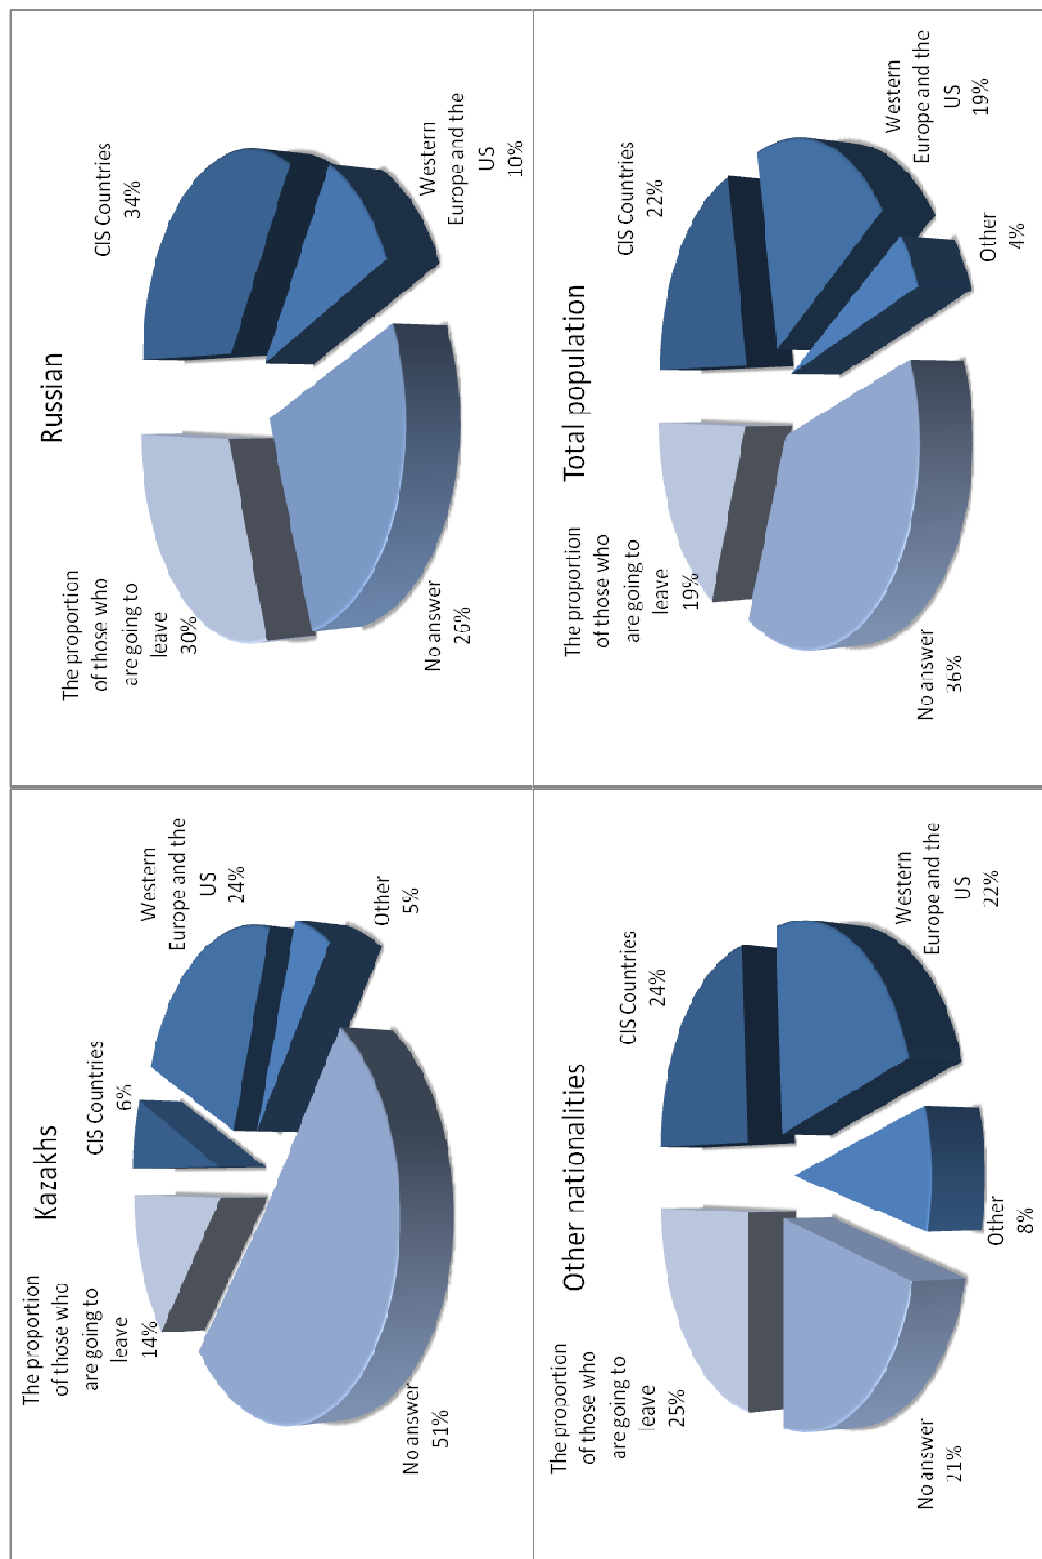 Kazakhs
The proportion
of those who
are going to
leave
14%
CIS Countries
6%
Western
Europe and the
US
24%
Other
5%
No answer
51%
Russian
The proportion
of those who
are going to
leave
30%
CIS Countries
34%
Western
Europe and the
US
10%
No answer
26%
Other nationalities
The proportion
of those who
are going to
leave
25%
CIS Countries
24%
Western
Europe and the
US
22%
Other
8%
No answer
21%
Total population
The proportion
of those who
are going to
leave
19%
CIS Countries
22%
Western
Europe and the
US
19%
Other
4%
No answer
36%